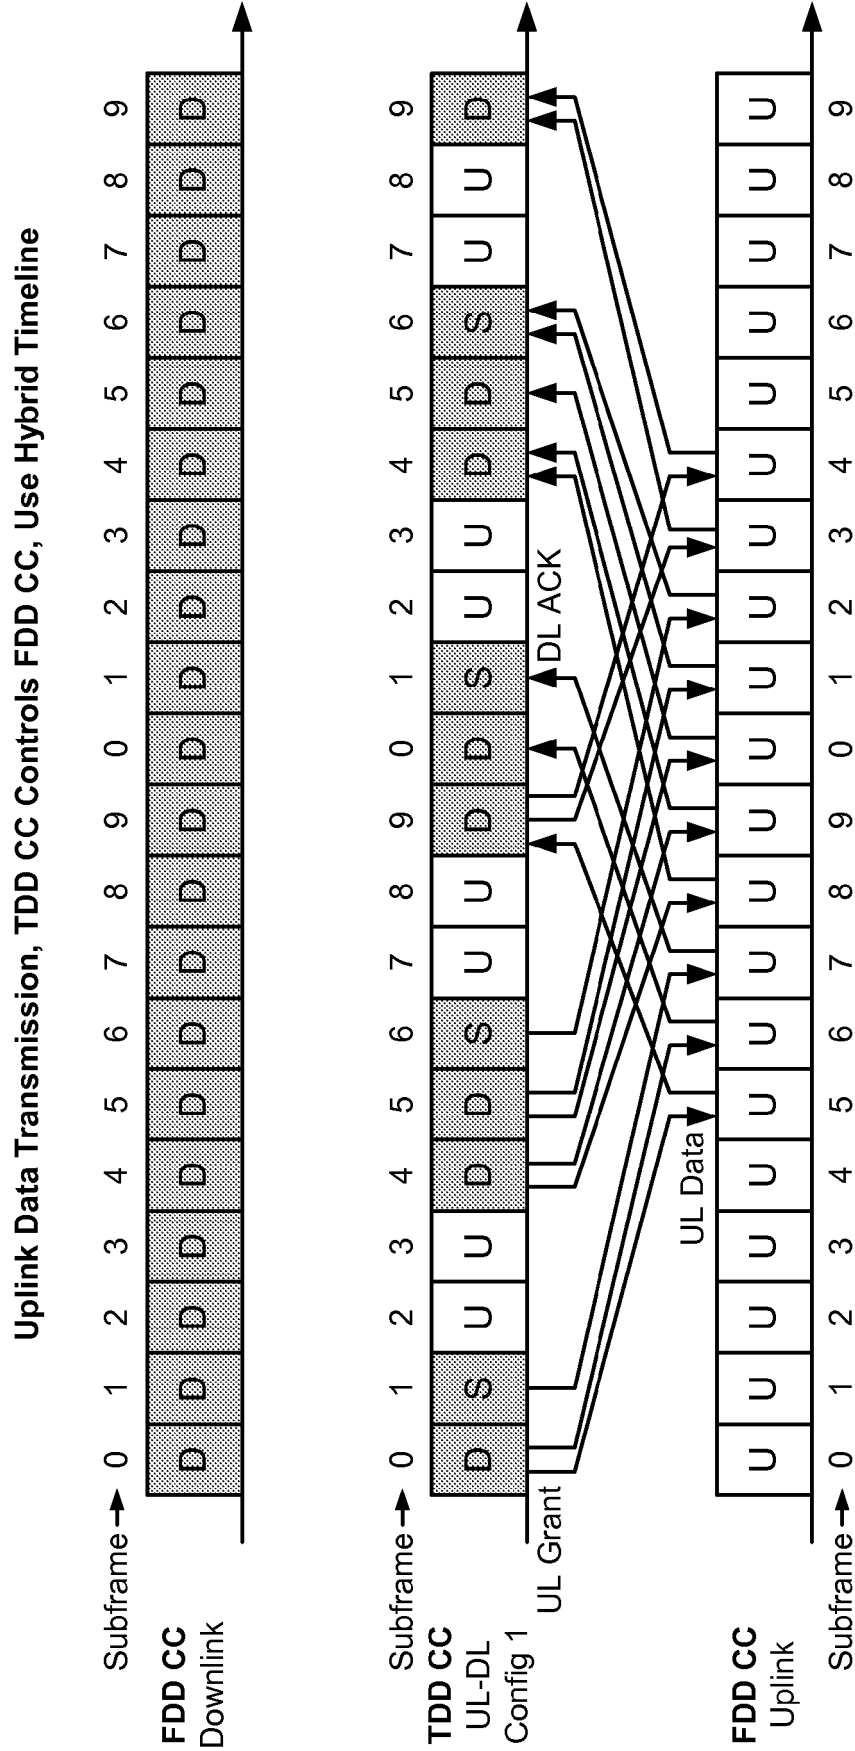 Uplink Data Transmission, TDD CC Controls FDD CC, Use Hybrid Timeline
Subframe 0 1 2 3 4 5 6 7 8 9 0 1 2 3 4 5 6 7 8 9
FDD CC
Downlink
D D D D D D D D D D D D D D D D D D D D
Subframe 0 1 2 3 4 5 6 7 8 9 0 1 2 3 4 5 6 7 8 9
TDD CC
UL-DL
Config 1
D S U U D D S U U D D S U U D D S U U D
UL Grant
DL ACK
UL Data
FDD CC
Uplink
U U U U U U U U U U U U U U U U U U U U
Subframe 0 1 2 3 4 5 6 7 8 9 0 1 2 3 4 5 6 7 8 9